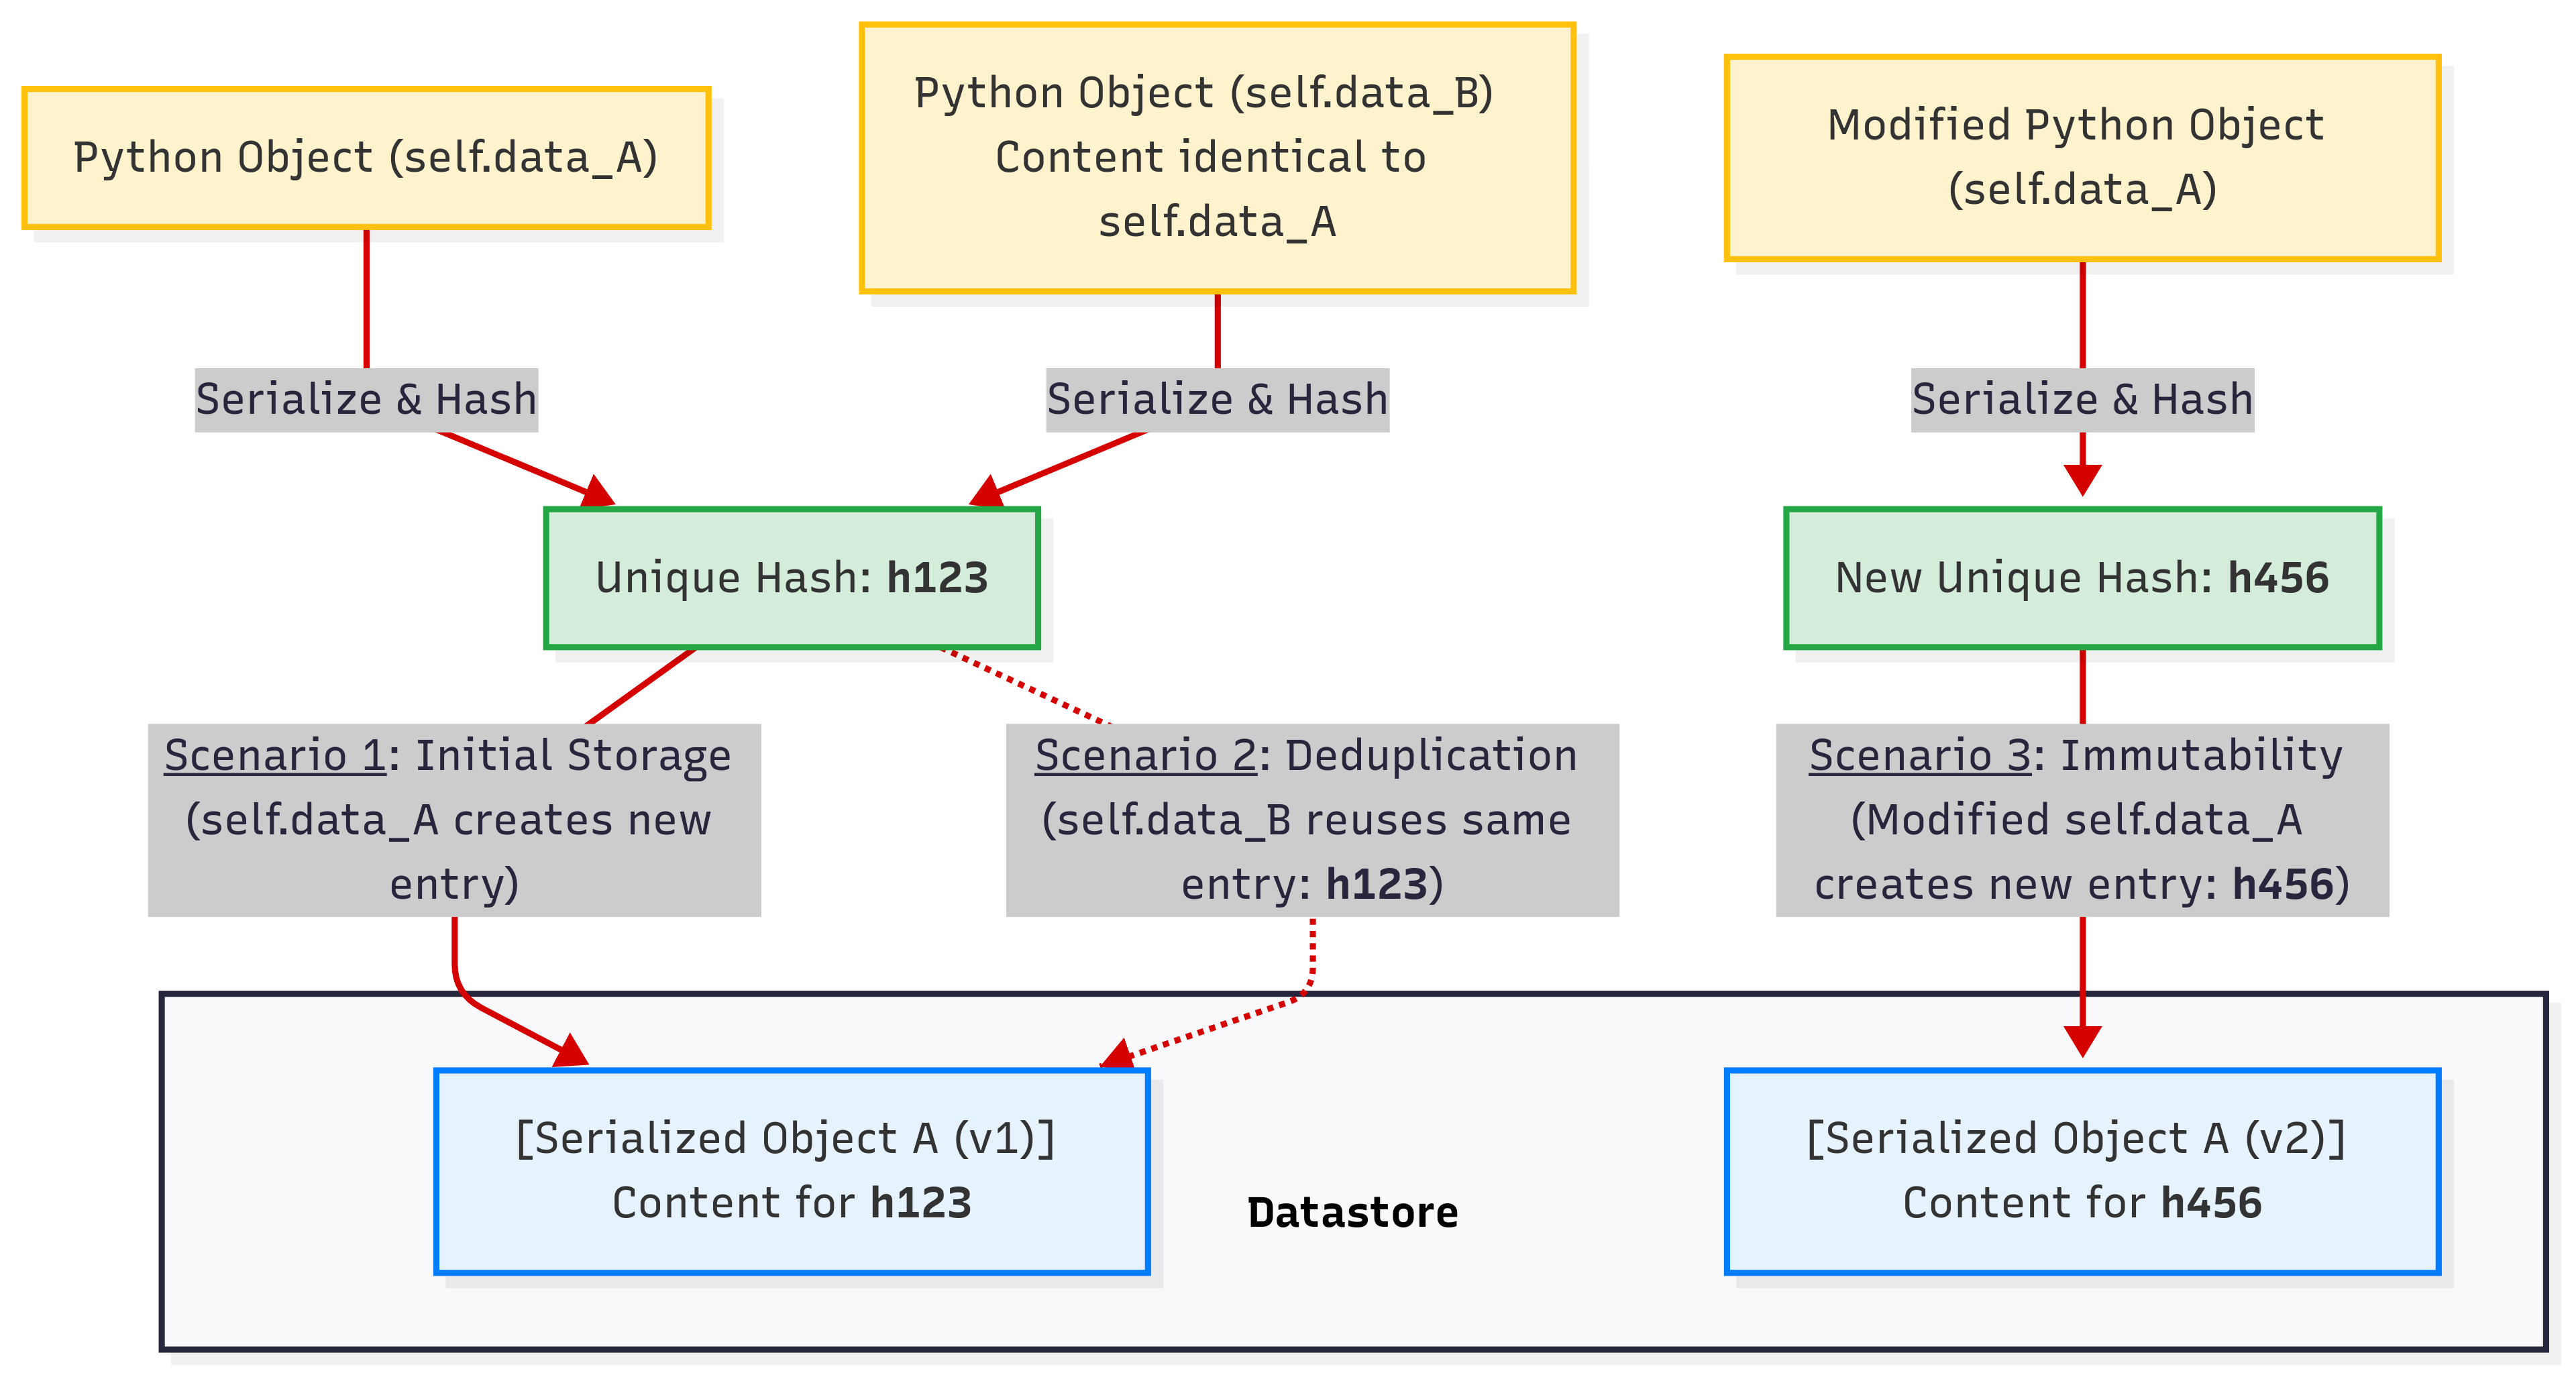 Python Object (self.data_A)
Python Object (self.data_B)
Content identical to
self.data_A
Modified Python Object
(self.data_A)
Serialize & Hash
Serialize & Hash
Serialize & Hash
Unique Hash: h123
New Unique Hash: h456
Scenario 1: Initial Storage
(self.data_A creates new
entry)
Scenario 2: Deduplication
(self.data_B reuses same
entry: h123)
Scenario 3: Immutability
(Modified self.data_A
creates new entry: h456)
[Serialized Object A (v1)]
Content for h123
Datastore
[Serialized Object A (v2)]
Content for h456